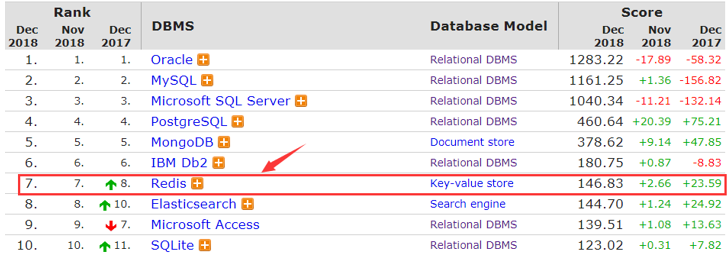 Rank DBMS Database Model Score
Dec 2018 Nov 2018 Dec 2017 Dec 2018 Nov 2018 Dec 2017
1. 1. 1. Oracle Relational DBMS 1283.22 -17.89 -58.32
2. 2. 2. MySQL Relational DBMS 1161.25 +1.36 -156.82
3. 3. 3. Microsoft SQL Server Relational DBMS 1040.34 -11.21 -132.14
4. 4. 4. PostgreSQL Relational DBMS 460.64 +20.39 +75.21
5. 5. 5. MongoDB Document store 378.62 +9.14 +47.85
6. 6. 6. IBM Db2 Relational DBMS 180.75 +0.87 -8.83
7. 7. 8. Redis Key-value store 146.83 +2.66 +23.59
8. 8. 10. Elasticsearch Search engine 144.70 +1.24 +24.92
9. 9. 7. Microsoft Access Relational DBMS 139.51 +1.08 +13.63
10. 10. 11. SQLite Relational DBMS 123.02 +0.31 +7.82